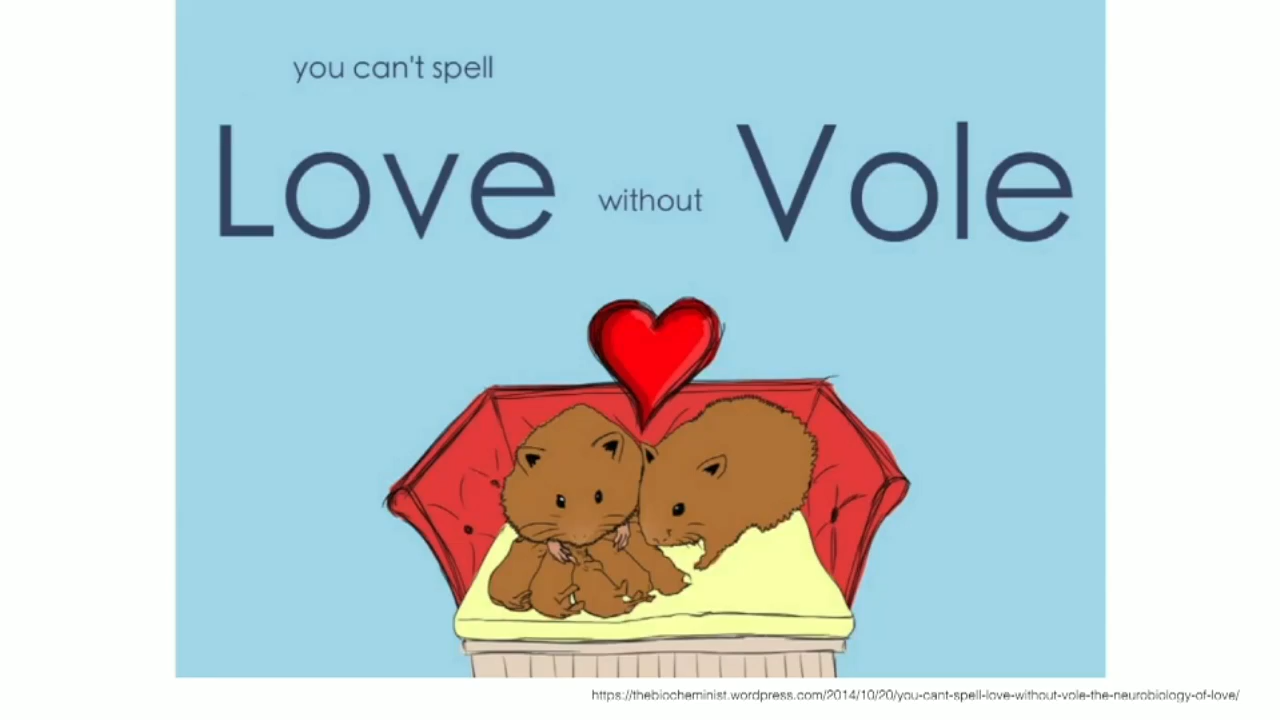 you can't spell
Love without Vole
https://thebiocheminist.wordpress.com/2014/10/20/you-cant-spell-love-without-vole-the-neurobiology-of-love/